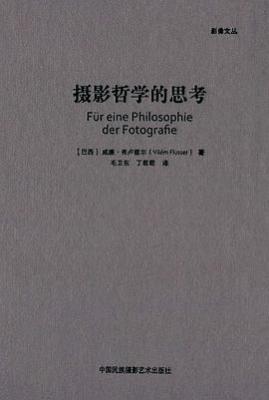 影像文丛
摄影哲学的思考
Für eine Philosophie
der Fotografie
【巴西】威廉·弗卢塞尔（Vilém Flusser） 著
毛卫东 丁君君 译
中国民族摄影艺术出版社